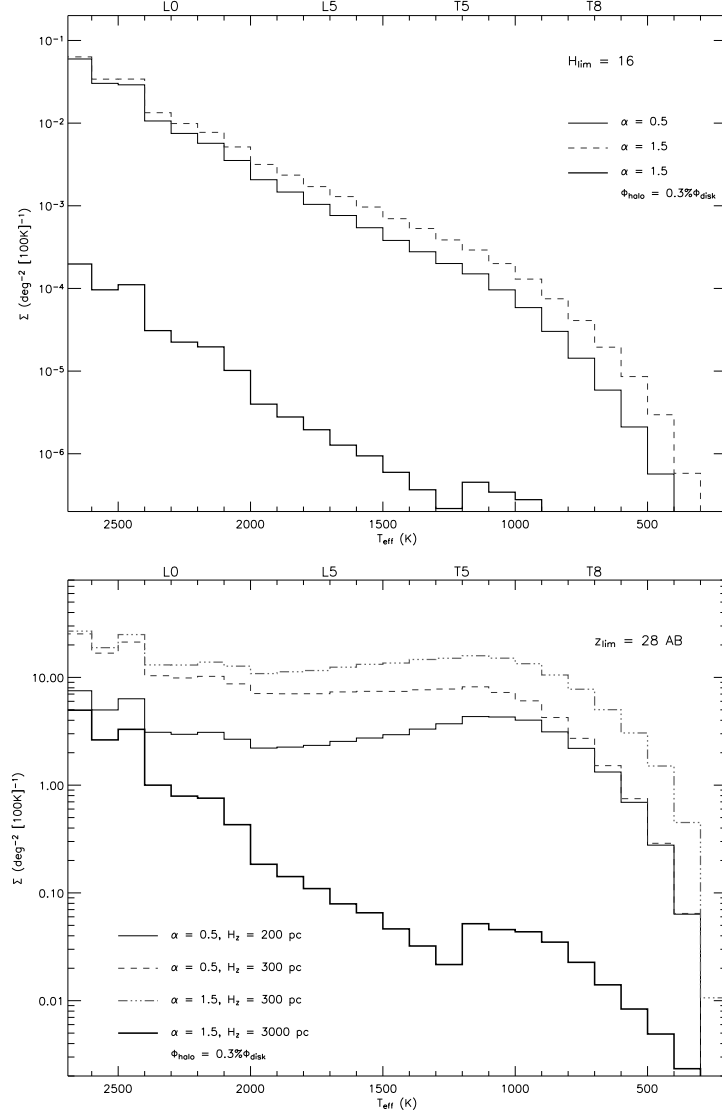 L0 L5 T5 T8
10⁻¹
10⁻²
10⁻³
10⁻⁴
10⁻⁵
10⁻⁶
Σ (deg⁻² [100K]⁻¹)
H_lim = 16
α = 0.5
α = 1.5
α = 1.5
Φ_halo = 0.3%Φ_disk
2500 2000 1500 1000 500
T_eff (K)
L0 L5 T5 T8
10.00
1.00
0.10
0.01
Σ (deg⁻² [100K]⁻¹)
z_lim = 28 AB
α = 0.5, H_z = 200 pc
α = 0.5, H_z = 300 pc
α = 1.5, H_z = 300 pc
α = 1.5, H_z = 3000 pc
Φ_halo = 0.3%Φ_disk
2500 2000 1500 1000 500
T_eff (K)